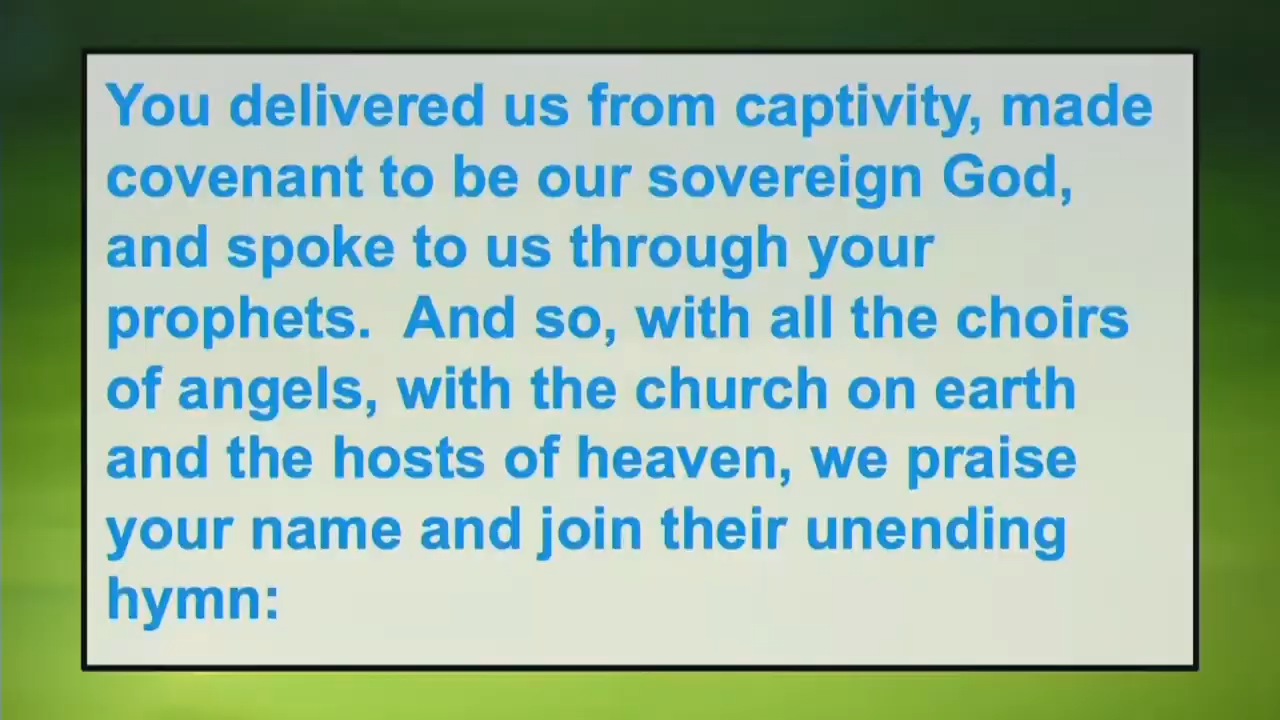 You delivered us from captivity, made
covenant to be our sovereign God,
and spoke to us through your
prophets.  And so, with all the choirs
of angels, with the church on earth
and the hosts of heaven, we praise
your name and join their unending
hymn: